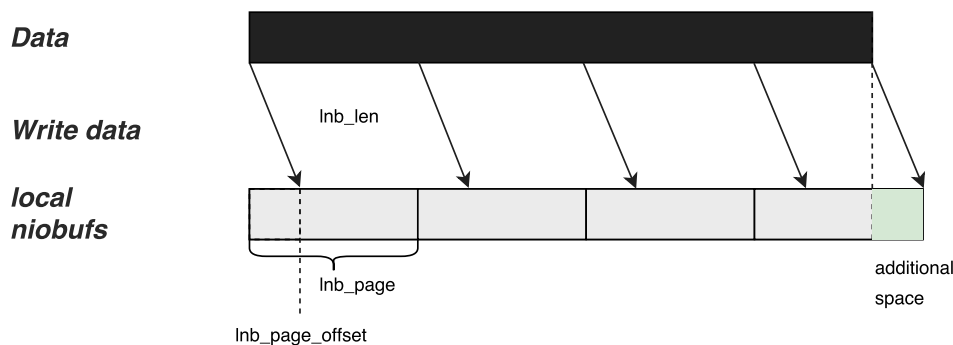 Data
lnb_len
Write data
local
niobufs
additional
space
lnb_page
lnb_page_offset